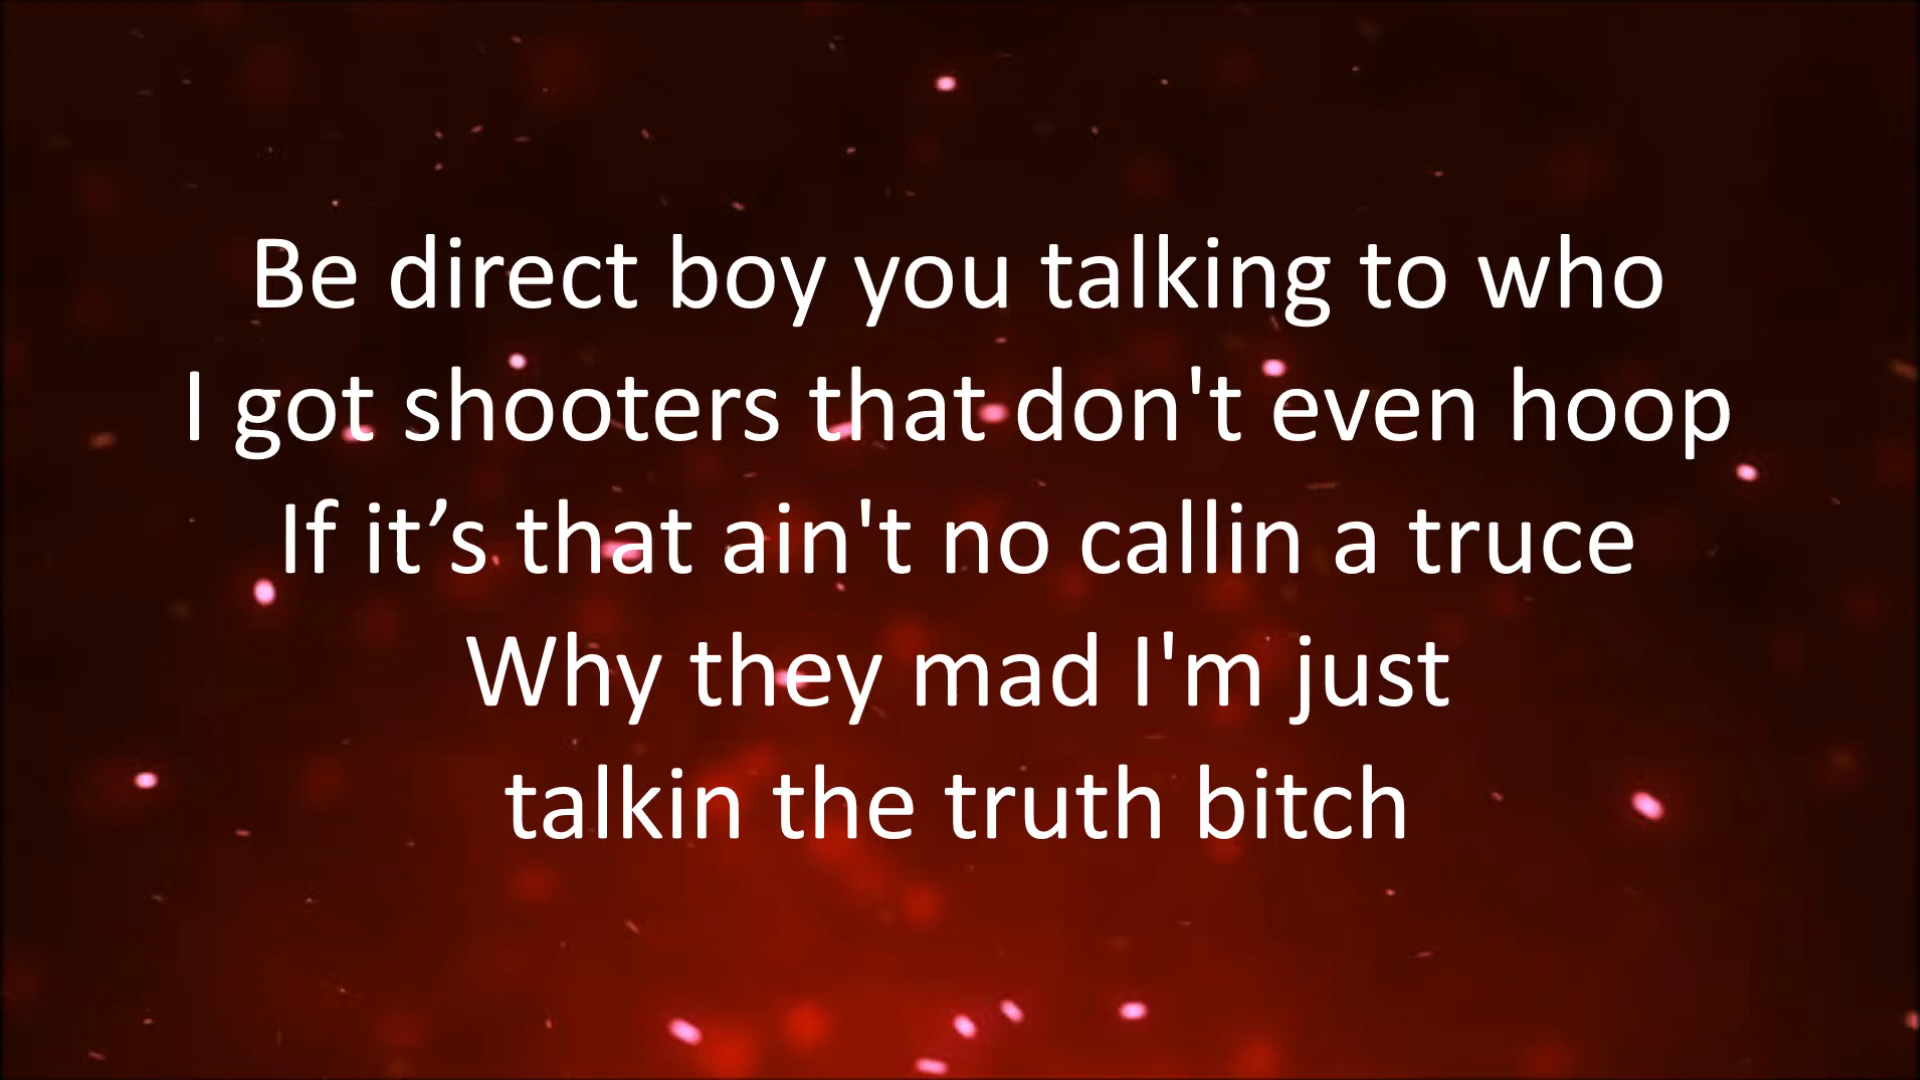 Be direct boy you talking to who
I got shooters that don't even hoop
If it’s that ain't no callin a truce
Why they mad I'm just
talkin the truth bitch